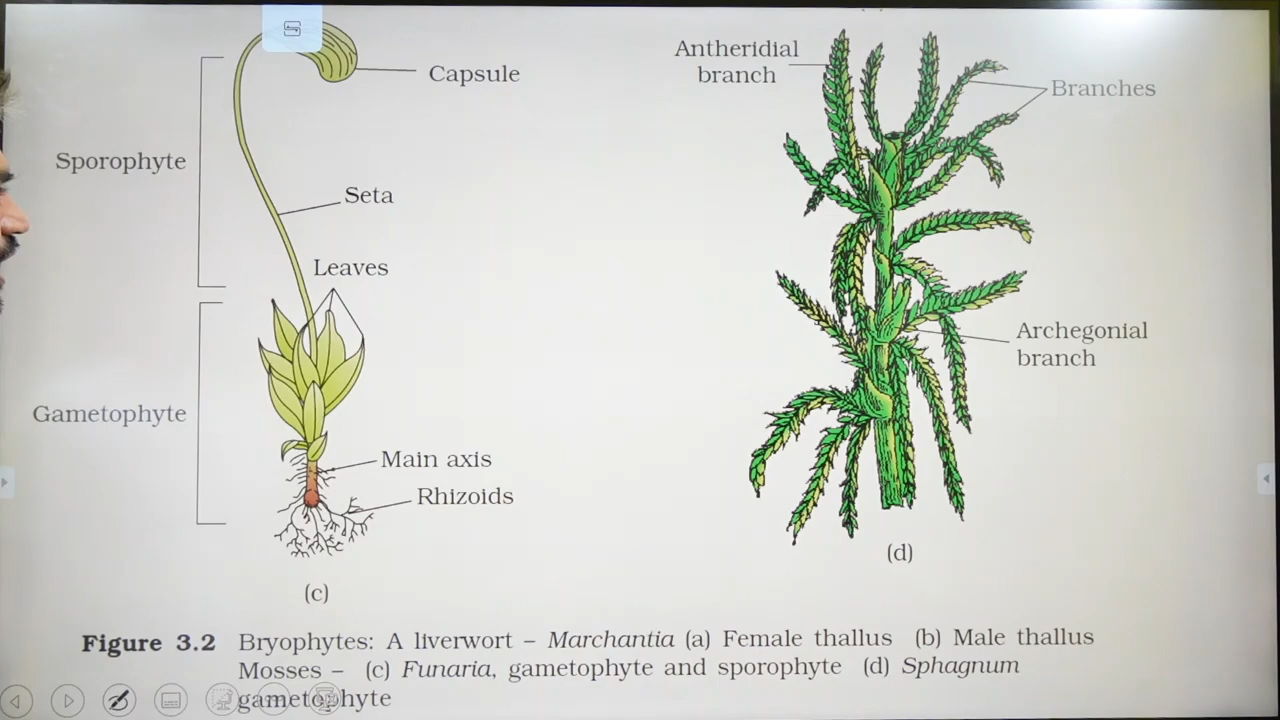 Capsule
Sporophyte
Seta
Leaves
Gametophyte
Main axis
Rhizoids
(c)
Antheridial
branch
Branches
Archegonial
branch
(d)
Figure 3.2 Bryophytes: A liverwort – Marchantia (a) Female thallus (b) Male thallus
Mosses – (c) Funaria, gametophyte and sporophyte (d) Sphagnum
gametophyte